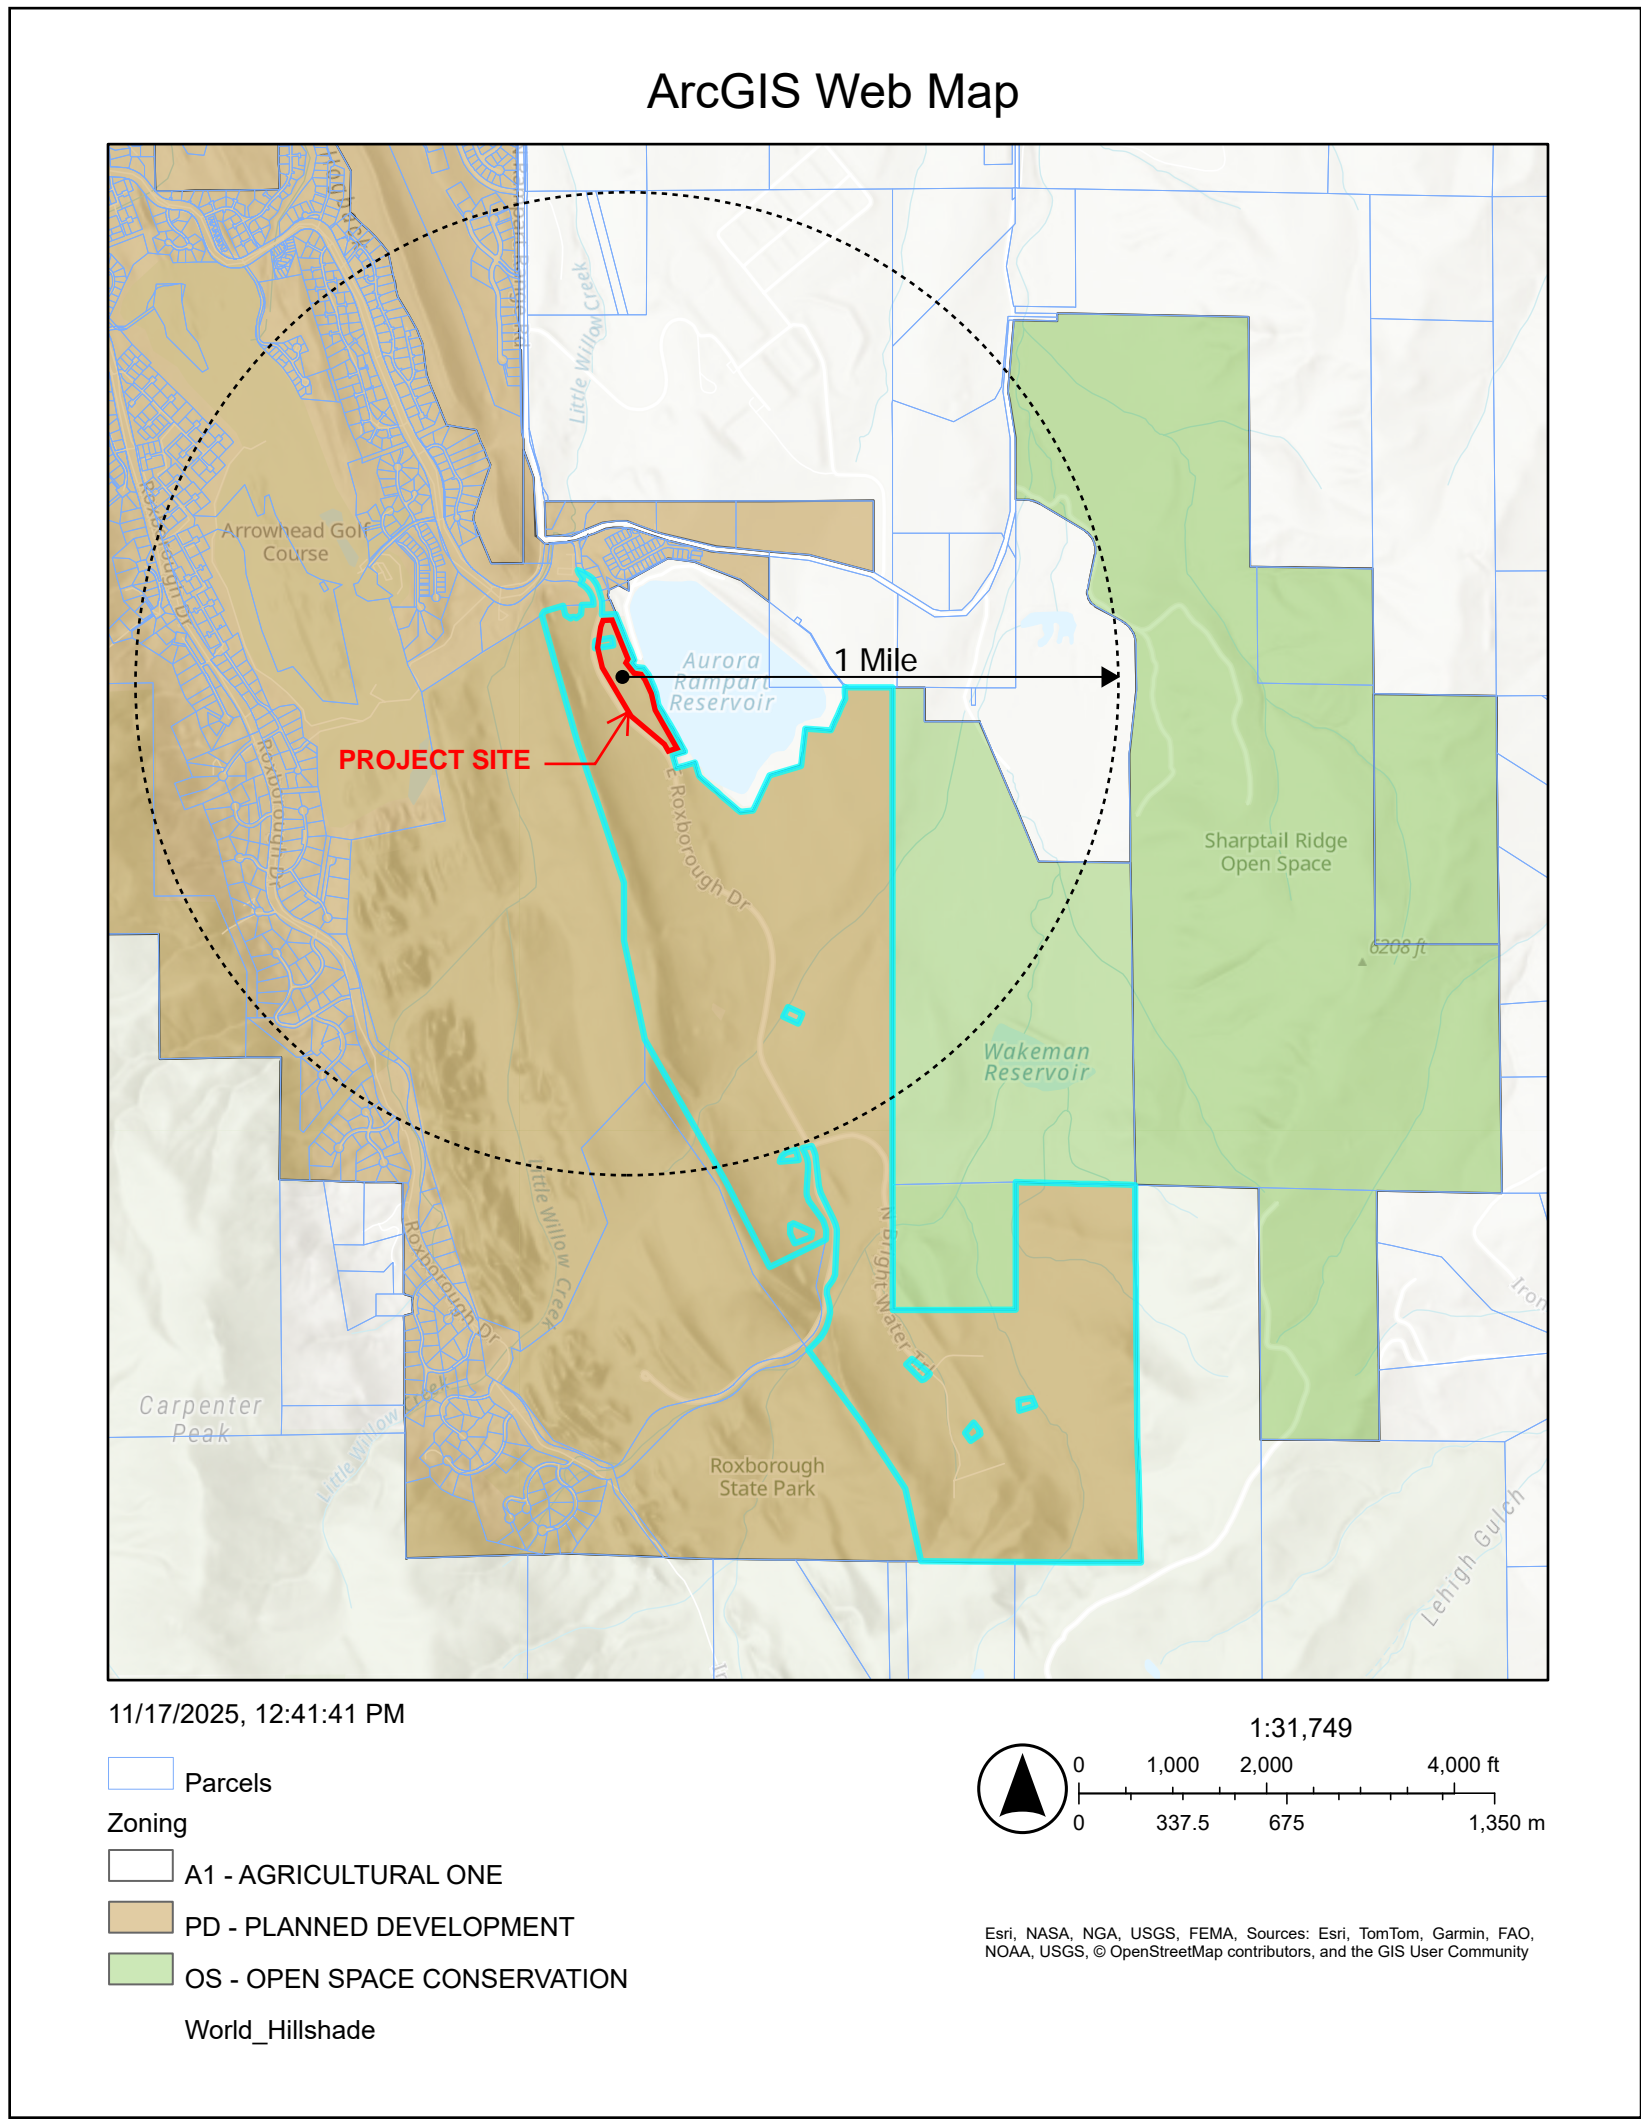 ArcGIS Web Map
Hogback
N Rampart Range Rd
Little Willow Creek
Roxborough Dr
Arrowhead Golf
Course
Aurora
Rampart
Reservoir
1 Mile
PROJECT SITE
Roxborough Dr
E Roxborough Dr
Sharptail Ridge
Open Space
6208 ft
Wakeman
Reservoir
Little Willow Creek
Roxborough Dr
N Bright Water Trl
Iron
Carpenter
Peak
Little Willow Creek
Roxborough
State Park
Lehigh Gulch
11/17/2025, 12:41:41 PM
Parcels
Zoning
A1 - AGRICULTURAL ONE
PD - PLANNED DEVELOPMENT
OS - OPEN SPACE CONSERVATION
World_Hillshade
1:31,749
0 1,000 2,000 4,000 ft
0 337.5 675 1,350 m
Esri, NASA, NGA, USGS, FEMA, Sources: Esri, TomTom, Garmin, FAO,
NOAA, USGS, © OpenStreetMap contributors, and the GIS User Community